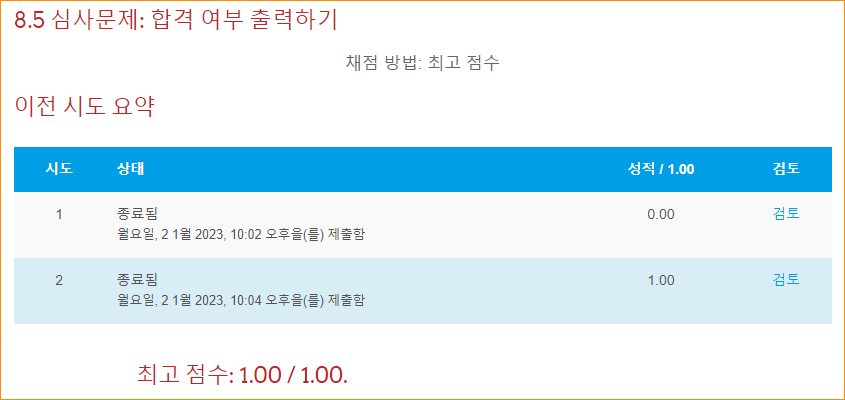 8.5 심사문제: 합격 여부 출력하기
채점 방법: 최고 점수
이전 시도 요약
시도 상태 성적 / 1.00 검토
1 종료됨 0.00 검토
월요일, 2 1월 2023, 10:02 오후을(를) 제출함
2 종료됨 1.00 검토
월요일, 2 1월 2023, 10:04 오후을(를) 제출함
최고 점수: 1.00 / 1.00.